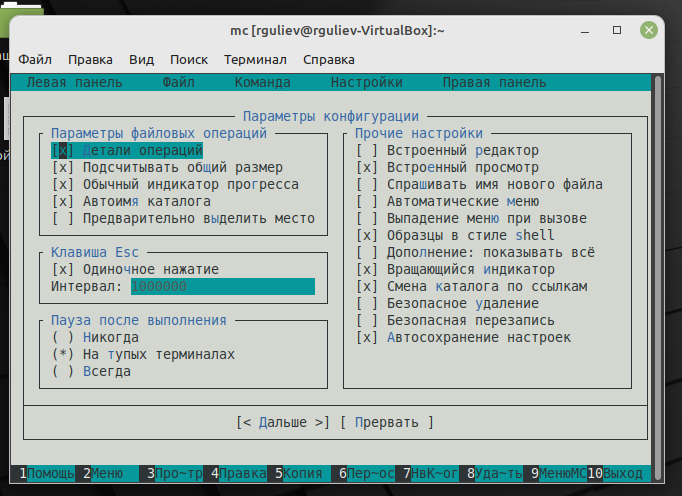 mc [rguliev@rguliev-VirtualBox]:~
Файл Правка Вид Поиск Терминал Справка
Левая панель Файл Команда Настройки Правая панель
Параметры конфигурации
Параметры файловых операций
[x] Детали операций
[x] Подсчитывать общий размер
[x] Обычный индикатор прогресса
[x] Автоимя каталога
[ ] Предварительно выделить место
Клавиша Esc
[x] Одиночное нажатие
Интервал: 1000000
Пауза после выполнения
( ) Никогда
(*) На тупых терминалах
( ) Всегда
Прочие настройки
[ ] Встроенный редактор
[x] Встроенный просмотр
[ ] Спрашивать имя нового файла
[ ] Автоматические меню
[ ] Выпадение меню при вызове
[x] Образцы в стиле shell
[ ] Дополнение: показывать всё
[x] Вращающийся индикатор
[x] Смена каталога по ссылкам
[ ] Безопасное удаление
[ ] Безопасная перезапись
[x] Автосохранение настроек
[< Дальше >] [ Прервать ]
1Помощь 2Меню 3Про~тр 4Правка 5Копия 6Пер~ос 7НвК~ог 8Уда~ть 9МенюMC 10Выход